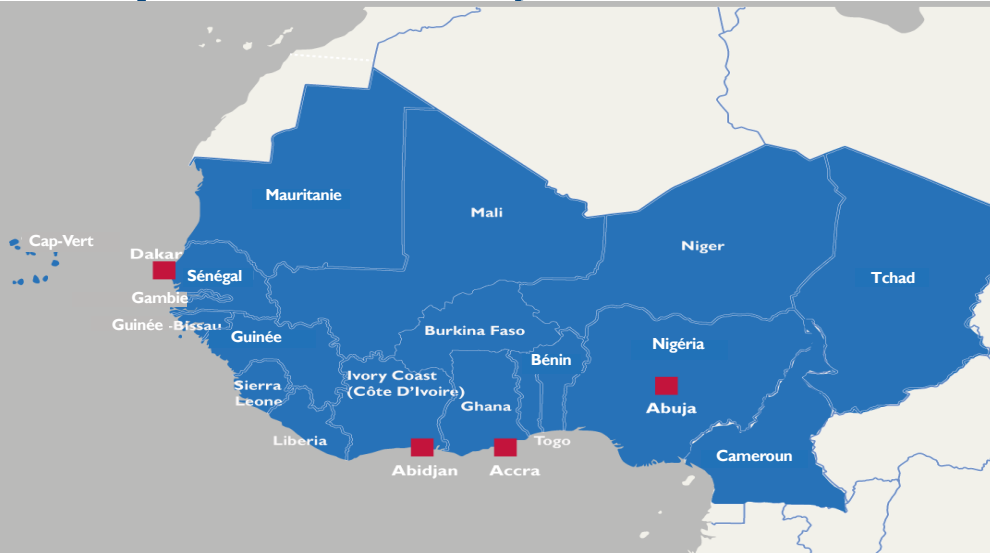 Mauritanie
Mali
Cap-Vert
Niger
Dakar
Sénégal
Tchad
Gambie
Guinée -Bissau
Guinée
Burkina Faso
Nigéria
Bénin
Ivory Coast
(Côte D’Ivoire)
Sierra
Leone
Ghana
Abuja
Liberia
Togo
Cameroun
Abidjan
Accra